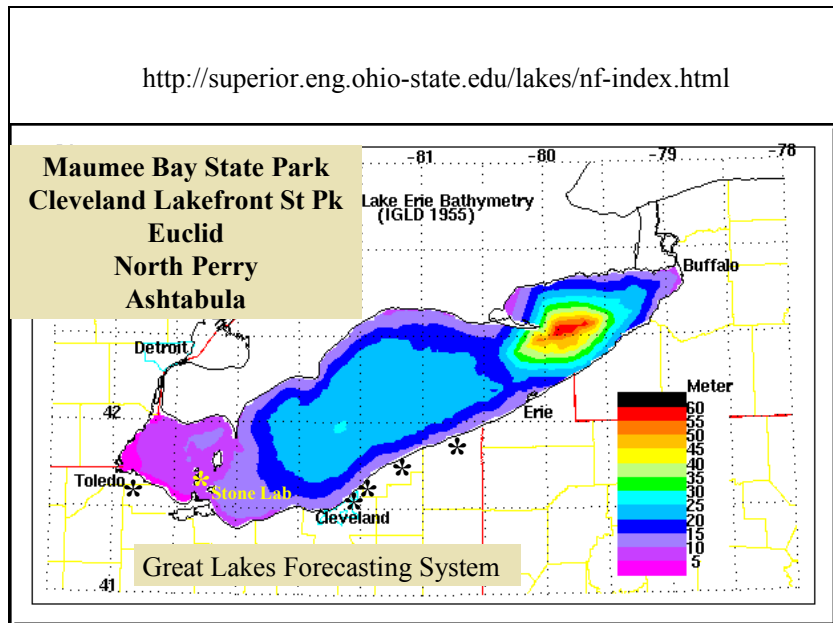 http://superior.eng.ohio-state.edu/lakes/nf-index.html
-81
-80
-79
-78
Maumee Bay State Park
Cleveland Lakefront St Pk
Euclid
North Perry
Ashtabula
Lake Erie Bathymetry
(IGLD 1955)
Buffalo
Detroit
42
Erie
Meter
60
55
50
45
40
35
30
25
20
15
10
5
Toledo
Stone Lab
Cleveland
Great Lakes Forecasting System
41